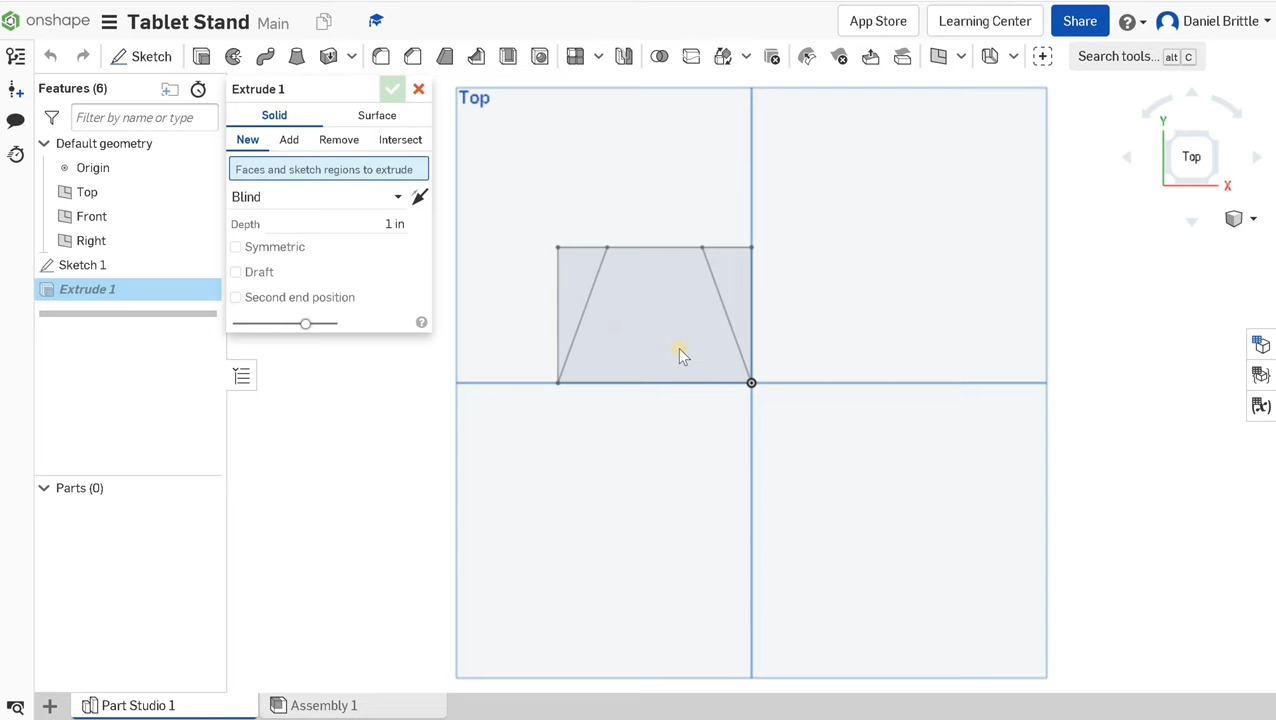 onshape Tablet Stand Main App Store Learning Center Share Daniel Brittle
Sketch Search tools... alt C
Features (6)
Filter by name or type
Default geometry
Origin
Top
Front
Right
Sketch 1
Extrude 1
Parts (0)
Extrude 1
Solid Surface
New Add Remove Intersect
Faces and sketch regions to extrude
Blind
Depth 1 in
Symmetric
Draft
Second end position
Top
Y
Top
X
Part Studio 1 Assembly 1